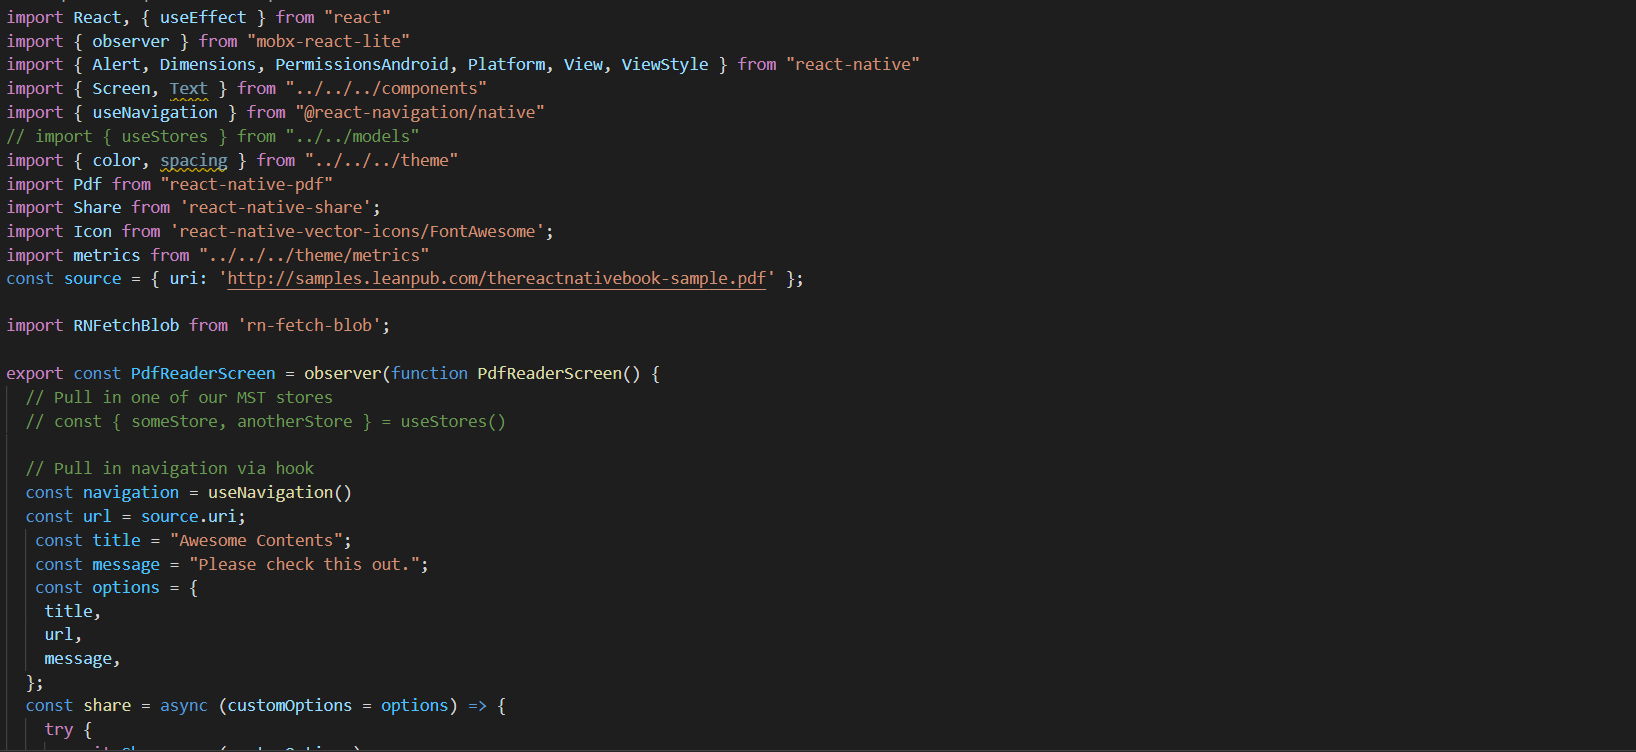 import React, { useEffect } from "react"
import { observer } from "mobx-react-lite"
import { Alert, Dimensions, PermissionsAndroid, Platform, View, ViewStyle } from "react-native"
import { Screen, Text } from "../../../components"
import { useNavigation } from "@react-navigation/native"
// import { useStores } from "../../models"
import { color, spacing } from "../../../theme"
import Pdf from "react-native-pdf"
import Share from 'react-native-share';
import Icon from 'react-native-vector-icons/FontAwesome';
import metrics from "../../../theme/metrics"
const source = { uri: 'http://samples.leanpub.com/thereactnativebook-sample.pdf' };
import RNFetchBlob from 'rn-fetch-blob';
export const PdfReaderScreen = observer(function PdfReaderScreen() {
// Pull in one of our MST stores
// const { someStore, anotherStore } = useStores()
// Pull in navigation via hook
const navigation = useNavigation()
const url = source.uri;
const title = "Awesome Contents";
const message = "Please check this out.";
const options = {
title,
url,
message,
};
const share = async (customOptions = options) => {
try {